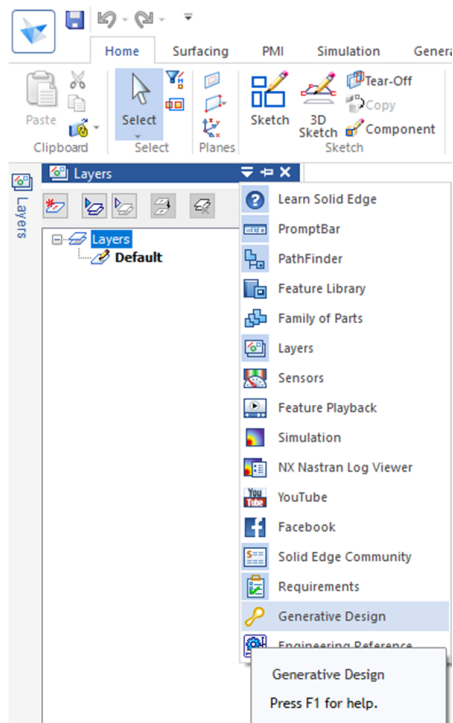 Home Surfacing PMI Simulation Genera
Paste
Select
Sketch
3D
Sketch
Tear-Off
Copy
Component
Clipboard Select Planes Sketch
Layers
Layers
Layers
Default
Learn Solid Edge
PromptBar
PathFinder
Feature Library
Family of Parts
Layers
Sensors
Feature Playback
Simulation
NX Nastran Log Viewer
You
Tube
YouTube
Facebook
Solid Edge Community
Requirements
Generative Design
Engineering Reference
Generative Design
Press F1 for help.